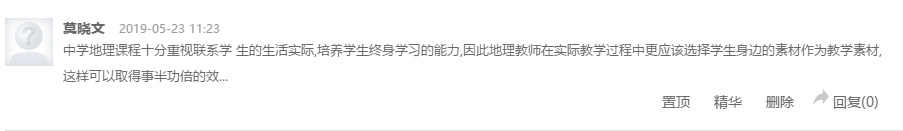 莫晓文 2019-05-23 11:23
中学地理课程十分重视联系学 生的生活实际,培养学生终身学习的能力,因此地理教师在实际教学过程中更应该选择学生身边的素材作为教学素材,
这样可以取得事半功倍的效...
置顶 精华 删除 回复(0)